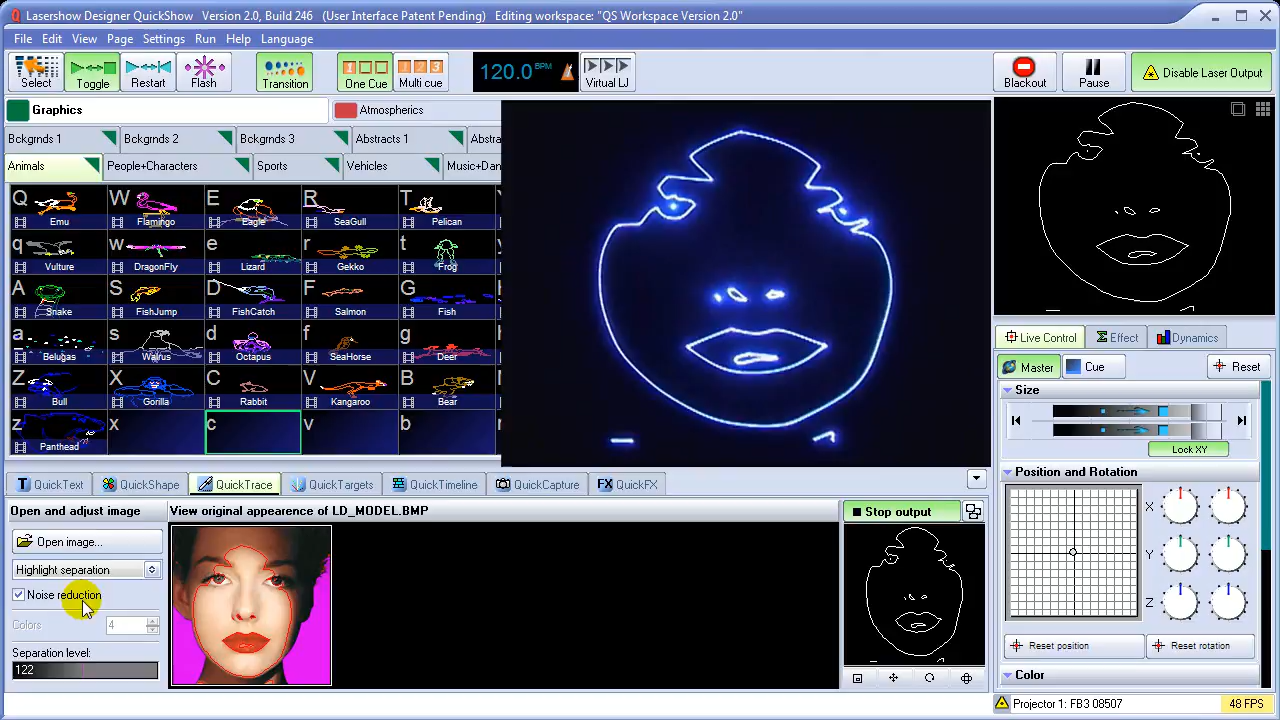 Lasershow Designer QuickShow   Version 2.0, Build 246   (User Interface Patent Pending)   Editing workspace: "QS Workspace Version 2.0"
File Edit View Page Settings Run Help Language
Select Toggle Restart Flash Transition One Cue Multi cue 120.0 BPM Virtual LJ Blackout Pause Disable Laser Output
Graphics Atmospherics
Bckgrnds 1 Bckgrnds 2 Bckgrnds 3 Abstracts 1 Abstra
Animals People+Characters Sports Vehicles Music+Dan
Q W E R T
Emu Flamingo Eagle SeaGull Pelican
q w e r t
Vulture DragonFly Lizard Gekko Frog
A S D F G
Snake FishJump FishCatch Salmon Fish
a s d f g
Belugas Walrus Octapus SeaHorse Deer
Z X C V B
Bull Gorilla Rabbit Kangaroo Bear
z x c v b
Panthead
Live Control Effect Dynamics
Master Cue Reset
Size
Lock XY
Position and Rotation
X
Y
Z
Reset position Reset rotation
Color
QuickText QuickShape QuickTrace QuickTargets QuickTimeline QuickCapture FX QuickFX
Open and adjust image View original appearence of LD_MODEL.BMP Stop output
Open image...
Highlight separation
Noise reduction
Colors 4
Separation level:
122
Projector 1: FB3 08507 48 FPS